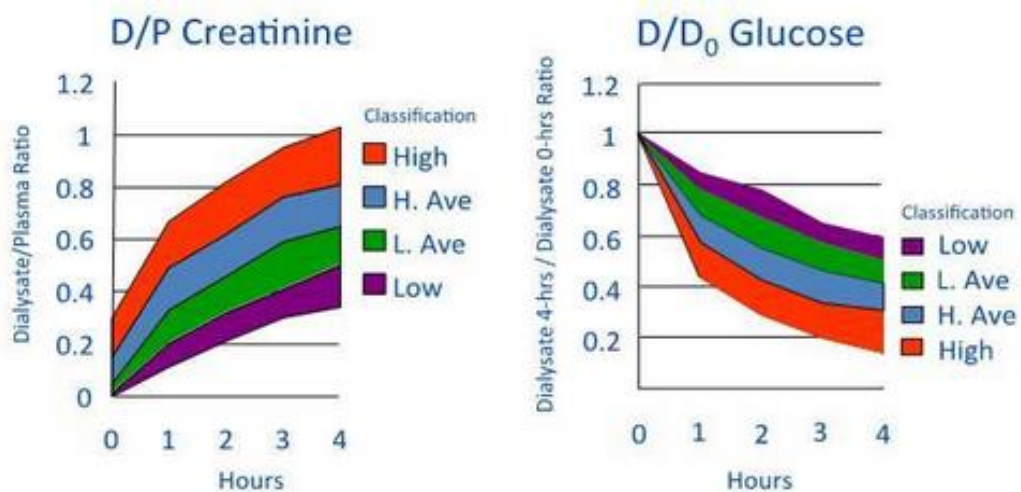 D/P Creatinine
Dialysate/Plasma Ratio
1.2
1
0.8
0.6
0.4
0.2
0
0 1 2 3 4
Hours
Classification
High
H. Ave
L. Ave
Low
D/D₀ Glucose
Dialysate 4-hrs / Dialysate 0-hrs Ratio
1.2
1
0.8
0.6
0.4
0.2
0 1 2 3 4
Hours
Classification
Low
L. Ave
H. Ave
High